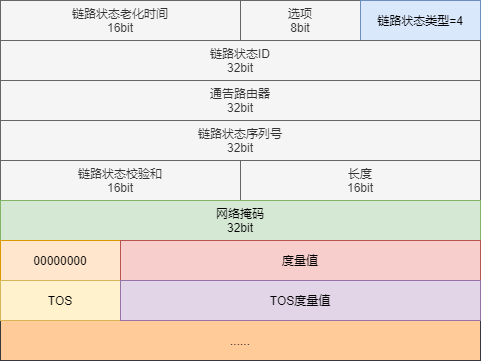 链路状态老化时间
16bit
选项
8bit
链路状态类型=4
链路状态ID
32bit
通告路由器
32bit
链路状态序列号
32bit
链路状态校验和
16bit
长度
16bit
网络掩码
32bit
00000000
度量值
TOS
TOS度量值
......